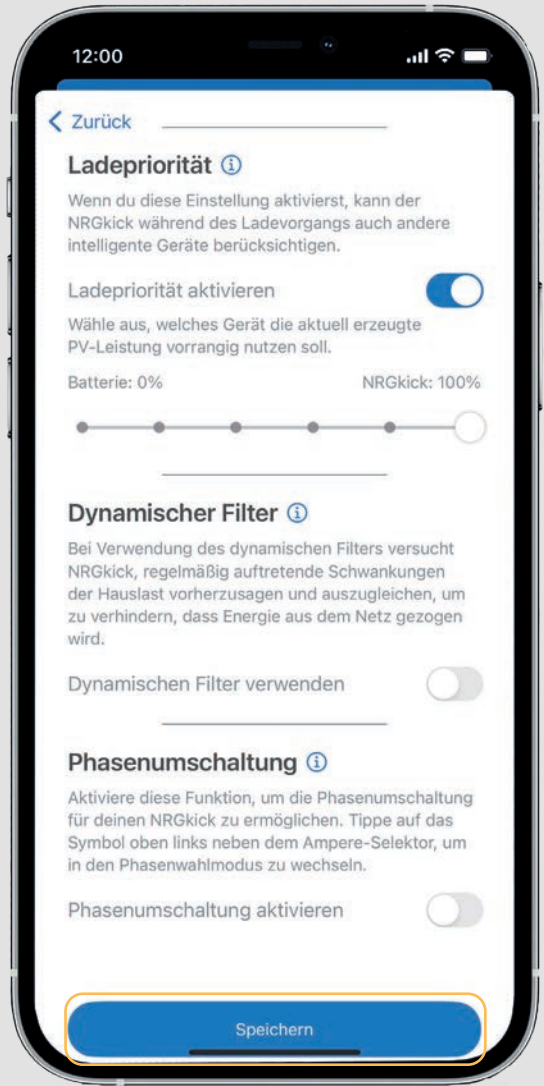 12:00
Zurück
Ladepriorität
Wenn du diese Einstellung aktivierst, kann der
NRGkick während des Ladevorgangs auch andere
intelligente Geräte berücksichtigen.
Ladepriorität aktivieren
Wähle aus, welches Gerät die aktuell erzeugte
PV-Leistung vorrangig nutzen soll.
Batterie: 0% NRGkick: 100%
Dynamischer Filter
Bei Verwendung des dynamischen Filters versucht
NRGkick, regelmäßig auftretende Schwankungen
der Hauslast vorherzusagen und auszugleichen, um
zu verhindern, dass Energie aus dem Netz gezogen
wird.
Dynamischen Filter verwenden
Phasenumschaltung
Aktiviere diese Funktion, um die Phasenumschaltung
für deinen NRGkick zu ermöglichen. Tippe auf das
Symbol oben links neben dem Ampere-Selektor, um
in den Phasenwahlmodus zu wechseln.
Phasenumschaltung aktivieren
Speichern